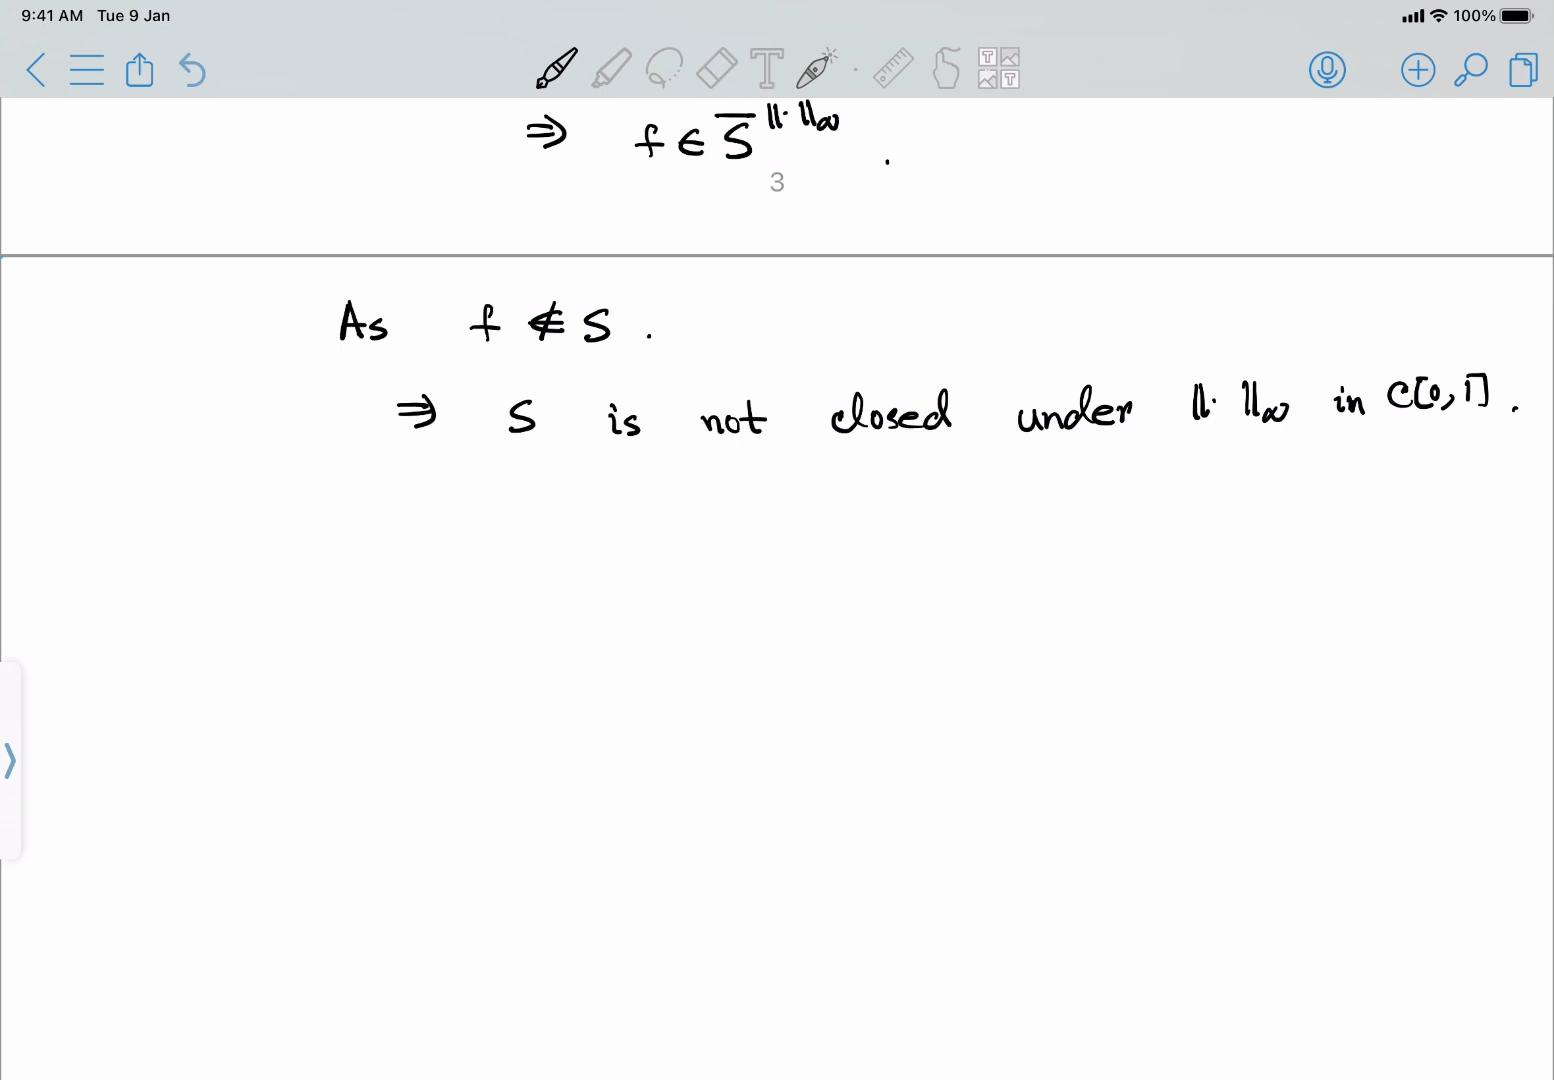 9:41 AM Tue 9 Jan 100%
T
T
T
⇒ f ∈ S̅ ^{||·||∞} .
3
As f ∉ S .
⇒ S is not closed under ||·||∞ in C[0,1] .